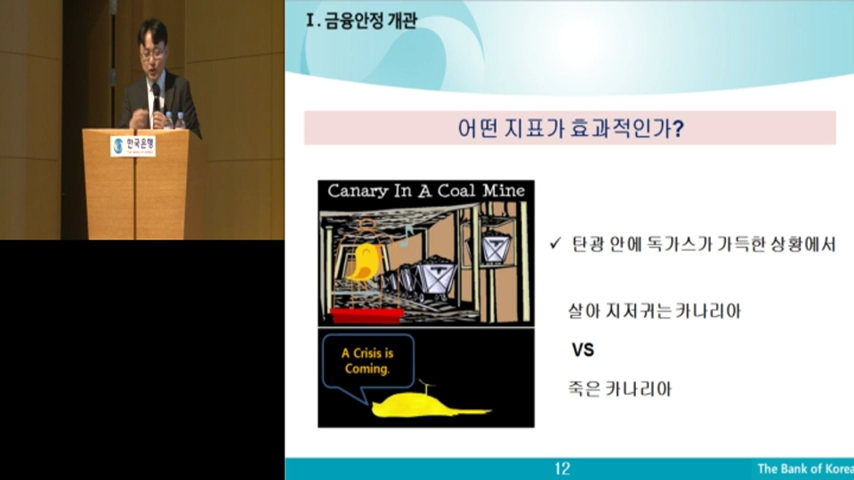 한국은행
Ⅰ. 금융안정 개관
어떤 지표가 효과적인가?
Canary In A Coal Mine
A Crisis is
Coming.
✓ 탄광 안에 독가스가 가득한 상황에서
살아 지저귀는 카나리아
VS
죽은 카나리아
12
The Bank of Korea